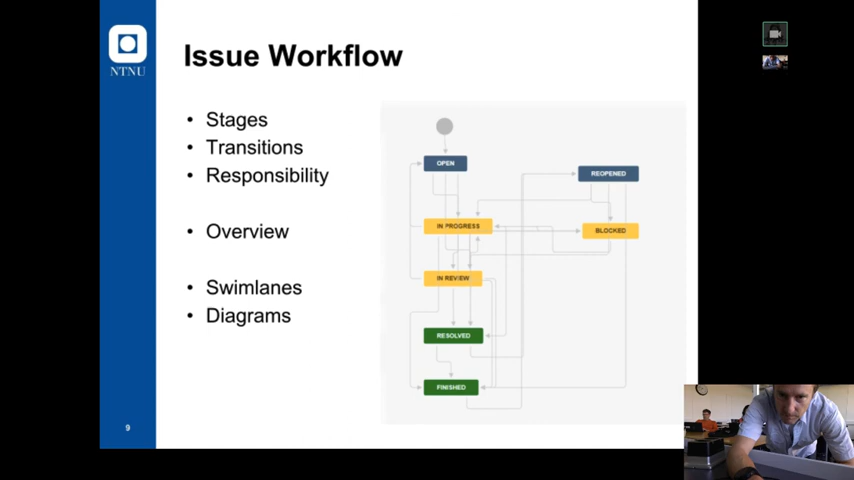 NTNU
Issue Workflow
• Stages
• Transitions
• Responsibility
• Overview
• Swimlanes
• Diagrams
OPEN
REOPENED
IN PROGRESS
BLOCKED
IN REVIEW
RESOLVED
FINISHED
9